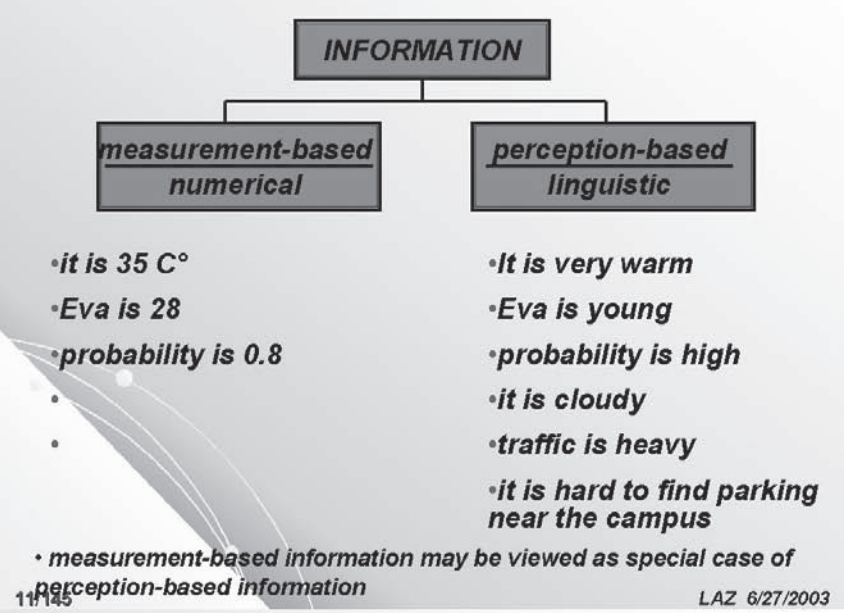 INFORMATION
measurement-based
numerical
perception-based
linguistic
•it is 35 C°
•Eva is 28
•probability is 0.8
•
•
•It is very warm
•Eva is young
•probability is high
•it is cloudy
•traffic is heavy
•it is hard to find parking
near the campus
• measurement-based information may be viewed as special case of
perception-based information
11/145
LAZ 6/27/2003